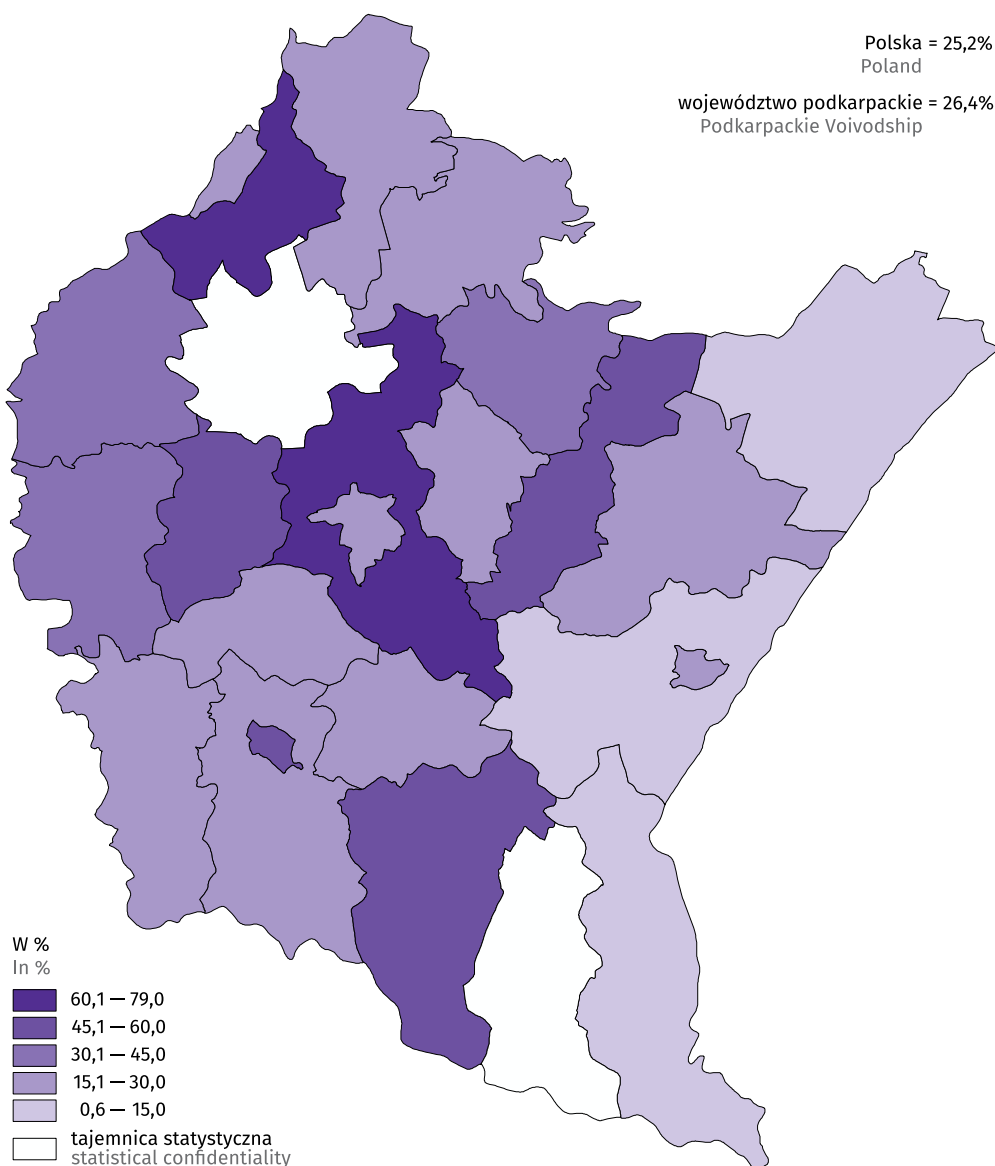 Polska = 25,2%
Poland
województwo podkarpackie = 26,4%
Podkarpackie Voivodship
W %
In %
60,1 — 79,0
45,1 — 60,0
30,1 — 45,0
15,1 — 30,0
0,6 — 15,0
tajemnica statystyczna
statistical confidentiality